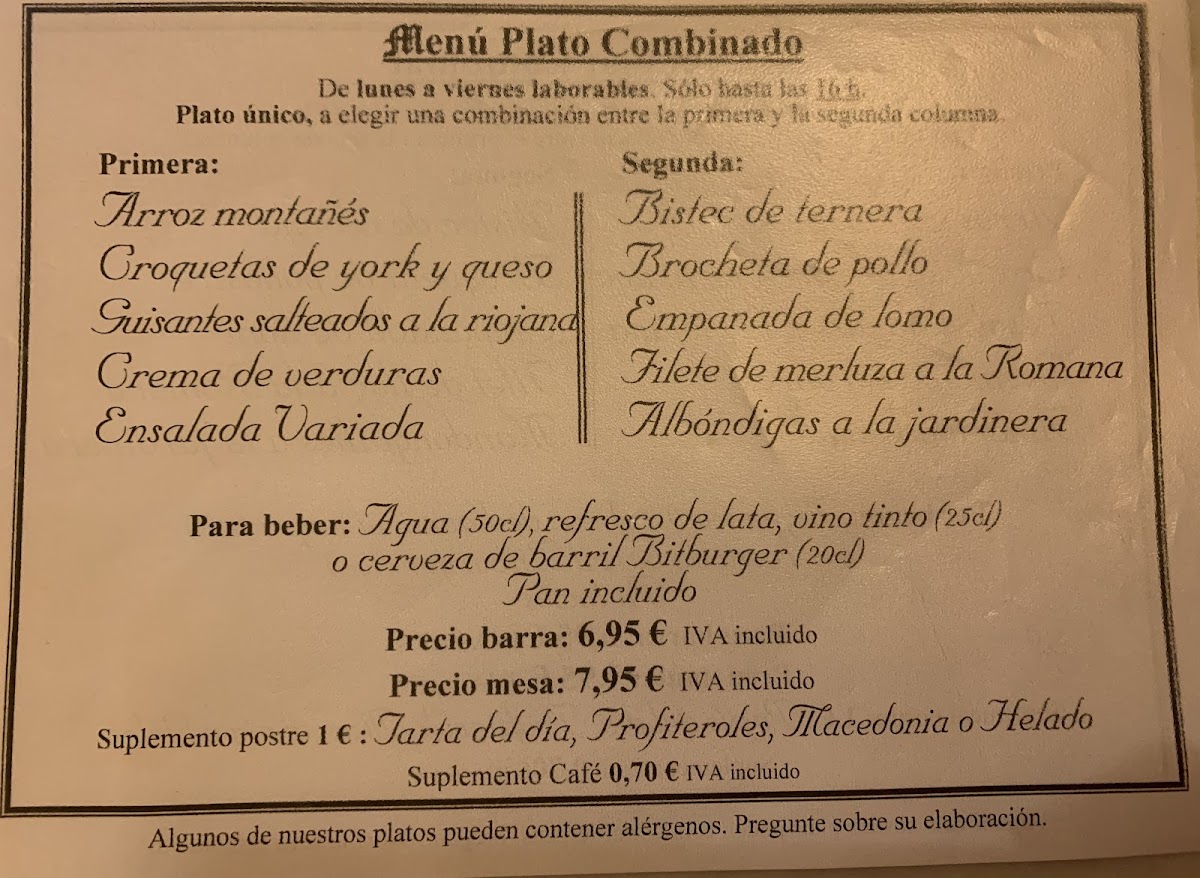 Menú Plato Combinado
De lunes a viernes laborables. Sólo hasta las 16 h.
Plato único, a elegir una combinación entre la primera y la segunda columna.
Primera:
Arroz montañés
Croquetas de york y queso
Guisantes salteados a la riojana
Crema de verduras
Ensalada Variada
Segunda:
Bistec de ternera
Brocheta de pollo
Empanada de lomo
Filete de merluza a la Romana
Albóndigas a la jardinera
Para beber: Agua (50cl), refresco de lata, vino tinto (25cl)
o cerveza de barril Bitburger (20cl)
Pan incluido
Precio barra: 6,95 € IVA incluido
Precio mesa: 7,95 € IVA incluido
Suplemento postre 1 € : Tarta del día, Profiteroles, Macedonia o Helado
Suplemento Café 0,70 € IVA incluido
Algunos de nuestros platos pueden contener alérgenos. Pregunte sobre su elaboración.